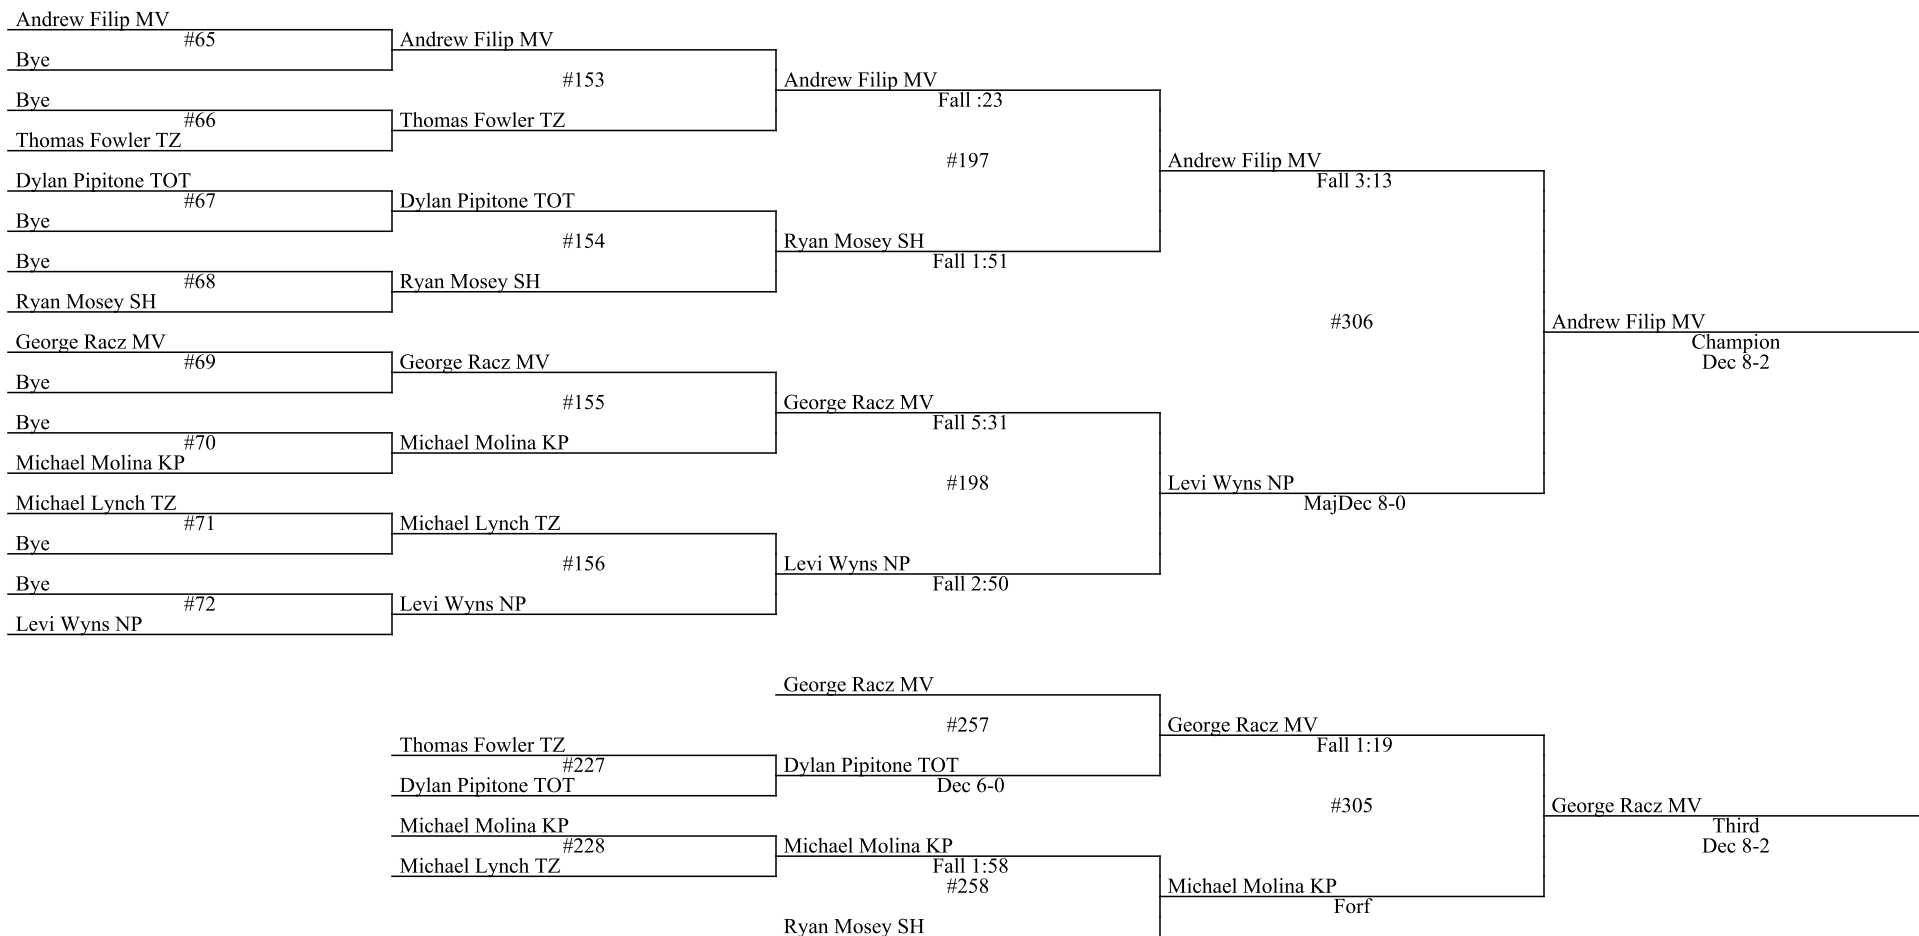 Andrew Filip MV
#65
Bye
Bye
#66
Thomas Fowler TZ
Dylan Pipitone TOT
#67
Bye
Bye
#68
Ryan Mosey SH
George Racz MV
#69
Bye
Bye
#70
Michael Molina KP
Michael Lynch TZ
#71
Bye
Bye
#72
Levi Wyns NP
Andrew Filip MV
#153
Thomas Fowler TZ
Dylan Pipitone TOT
#154
Ryan Mosey SH
George Racz MV
#155
Michael Molina KP
Michael Lynch TZ
#156
Levi Wyns NP
Andrew Filip MV
Fall :23
#197
Ryan Mosey SH
Fall 1:51
George Racz MV
Fall 5:31
#198
Levi Wyns NP
Fall 2:50
Andrew Filip MV
Fall 3:13
#306
Levi Wyns NP
MajDec 8-0
Andrew Filip MV
Champion
Dec 8-2
Thomas Fowler TZ
#227
Dylan Pipitone TOT
Michael Molina KP
#228
Michael Lynch TZ
George Racz MV
#257
Dylan Pipitone TOT
Dec 6-0
Michael Molina KP
Fall 1:58
#258
Ryan Mosey SH
George Racz MV
Fall 1:19
#305
Michael Molina KP
Forf
George Racz MV
Third
Dec 8-2